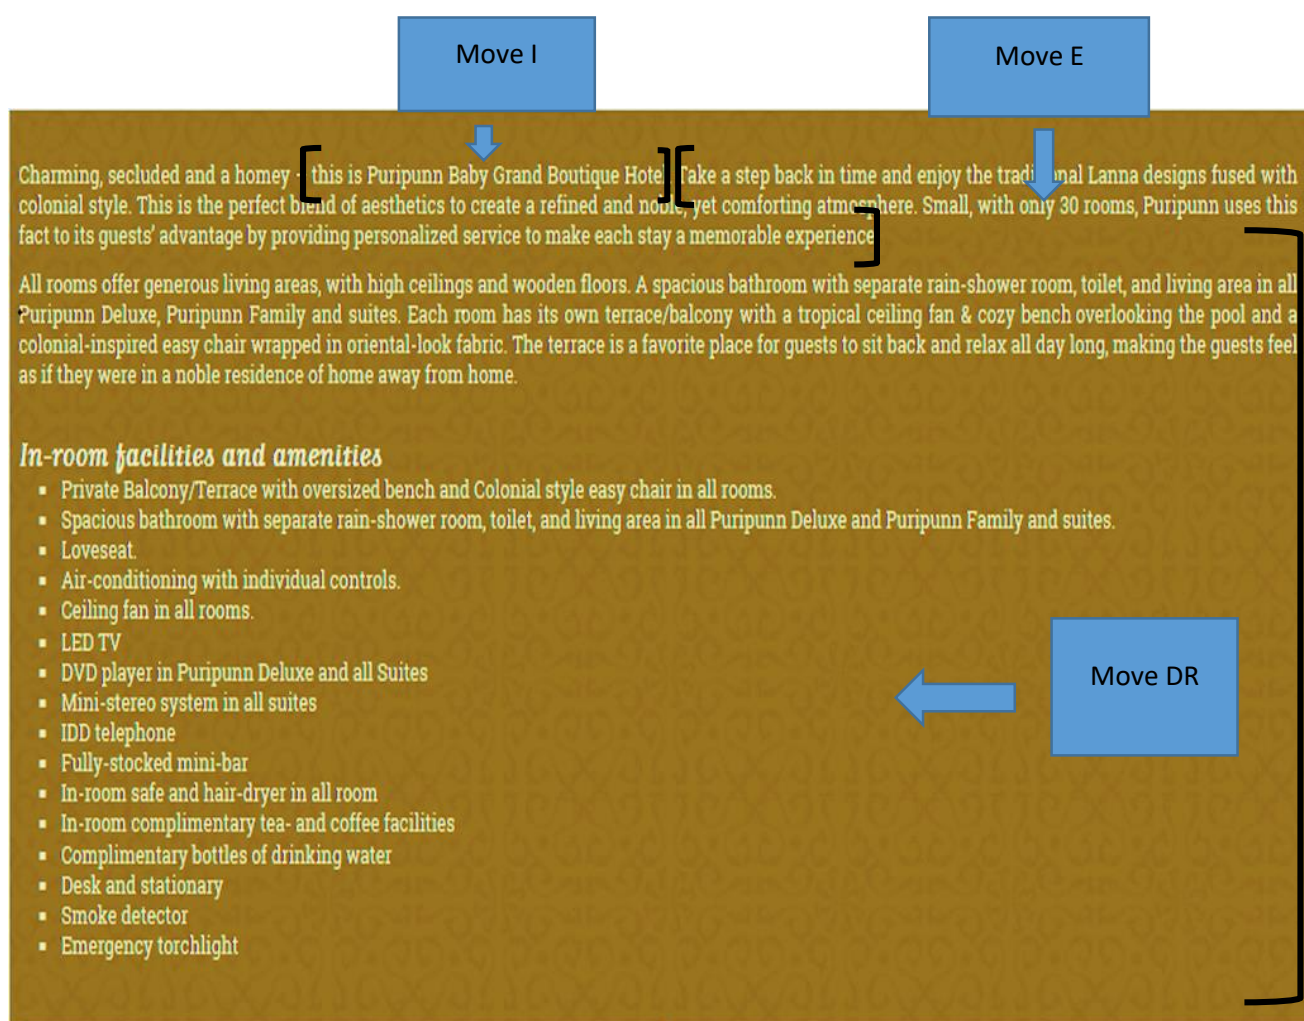 Move I
Move E
Charming, secluded and a homey - this is Puripunn Baby Grand Boutique Hotel. Take a step back in time and enjoy the traditional Lanna designs fused with
colonial style. This is the perfect blend of aesthetics to create a refined and noble, yet comforting atmosphere. Small, with only 30 rooms, Puripunn uses this
fact to its guests' advantage by providing personalized service to make each stay a memorable experience
All rooms offer generous living areas, with high ceilings and wooden floors. A spacious bathroom with separate rain-shower room, toilet, and living area in all
Puripunn Deluxe, Puripunn Family and suites. Each room has its own terrace/balcony with a tropical ceiling fan & cozy bench overlooking the pool and a
colonial-inspired easy chair wrapped in oriental-look fabric. The terrace is a favorite place for guests to sit back and relax all day long, making the guests feel
as if they were in a noble residence of home away from home.
In-room facilities and amenities
▪ Private Balcony/Terrace with oversized bench and Colonial style easy chair in all rooms.
▪ Spacious bathroom with separate rain-shower room, toilet, and living area in all Puripunn Deluxe and Puripunn Family and suites.
▪ Loveseat.
▪ Air-conditioning with individual controls.
▪ Ceiling fan in all rooms.
▪ LED TV
▪ DVD player in Puripunn Deluxe and all Suites
▪ Mini-stereo system in all suites
▪ IDD telephone
▪ Fully-stocked mini-bar
▪ In-room safe and hair-dryer in all room
▪ In-room complimentary tea- and coffee facilities
▪ Complimentary bottles of drinking water
▪ Desk and stationary
▪ Smoke detector
▪ Emergency torchlight
Move DR